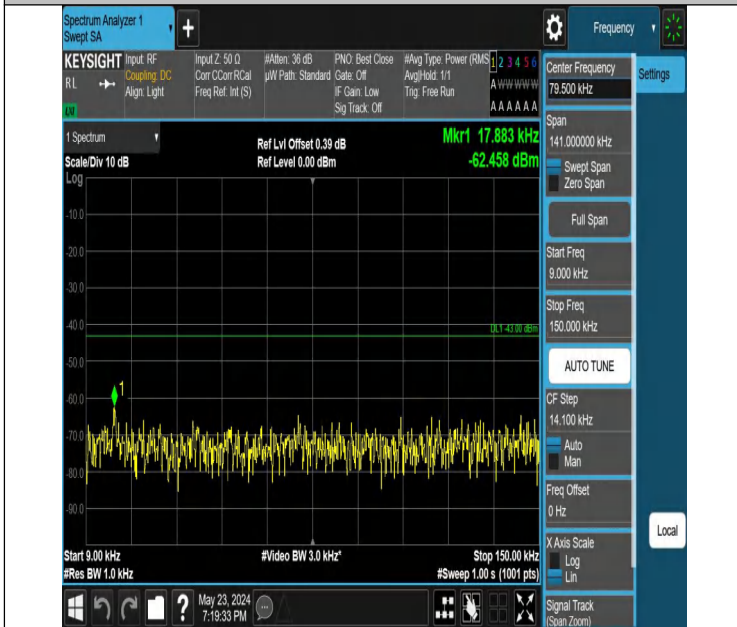 Spectrum Analyzer 1
Swept SA
+
Frequency
KEYSIGHT
RL
LXI
Input: RF
Coupling: DC
Align: Light
Input Z: 50 Ω
Corr CCorr RCal
Freq Ref: Int (S)
#Atten: 36 dB
µW Path: Standard
PNO: Best Close
Gate: Off
IF Gain: Low
Sig Track: Off
#Avg Type: Power (RMS
Avg|Hold: 1/1
Trig: Free Run
1 2 3 4 5 6
A W W W W W
A A A A A A
1 Spectrum
Scale/Div 10 dB
Log
Ref Lvl Offset 0.39 dB
Ref Level 0.00 dBm
Mkr1 17.883 kHz
-62.458 dBm
-10.0
-20.0
-30.0
-40.0
DL1 -43.00 dBm
-50.0
-60.0
1
-70.0
-80.0
-90.0
Start 9.00 kHz
#Res BW 1.0 kHz
#Video BW 3.0 kHz*
Stop 150.00 kHz
#Sweep 1.00 s (1001 pts)
?
May 23, 2024
7:19:33 PM
Center Frequency
79.500 kHz
Settings
Span
141.000000 kHz
Swept Span
Zero Span
Full Span
Start Freq
9.000 kHz
Stop Freq
150.000 kHz
AUTO TUNE
CF Step
14.100 kHz
Auto
Man
Freq Offset
0 Hz
X Axis Scale
Log
Lin
Local
Signal Track
(Span Zoom)